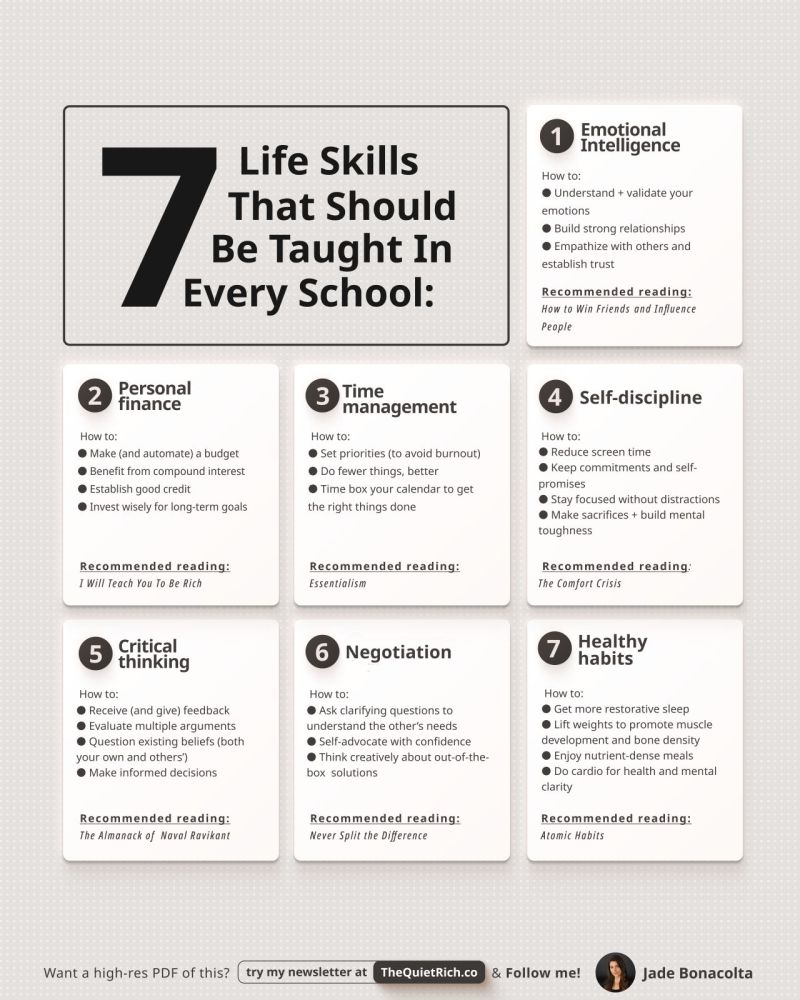 7 Life Skills
That Should
Be Taught In
Every School:
1 Emotional
Intelligence
How to:
● Understand + validate your
emotions
● Build strong relationships
● Empathize with others and
establish trust
Recommended reading:
How to Win Friends and Influence
People
2 Personal
finance
How to:
● Make (and automate) a budget
● Benefit from compound interest
● Establish good credit
● Invest wisely for long-term goals
Recommended reading:
I Will Teach You To Be Rich
3 Time
management
How to:
● Set priorities (to avoid burnout)
● Do fewer things, better
● Time box your calendar to get
the right things done
Recommended reading:
Essentialism
4 Self-discipline
How to:
● Reduce screen time
● Keep commitments and self-
promises
● Stay focused without distractions
● Make sacrifices + build mental
toughness
Recommended reading:
The Comfort Crisis
5 Critical
thinking
How to:
● Receive (and give) feedback
● Evaluate multiple arguments
● Question existing beliefs (both
your own and others’)
● Make informed decisions
Recommended reading:
The Almanack of Naval Ravikant
6 Negotiation
How to:
● Ask clarifying questions to
understand the other’s needs
● Self-advocate with confidence
● Think creatively about out-of-the-
box solutions
Recommended reading:
Never Split the Difference
7 Healthy
habits
How to:
● Get more restorative sleep
● Lift weights to promote muscle
development and bone density
● Enjoy nutrient-dense meals
● Do cardio for health and mental
clarity
Recommended reading:
Atomic Habits
Want a high-res PDF of this? try my newsletter at TheQuietRich.co & Follow me! Jade Bonacolta